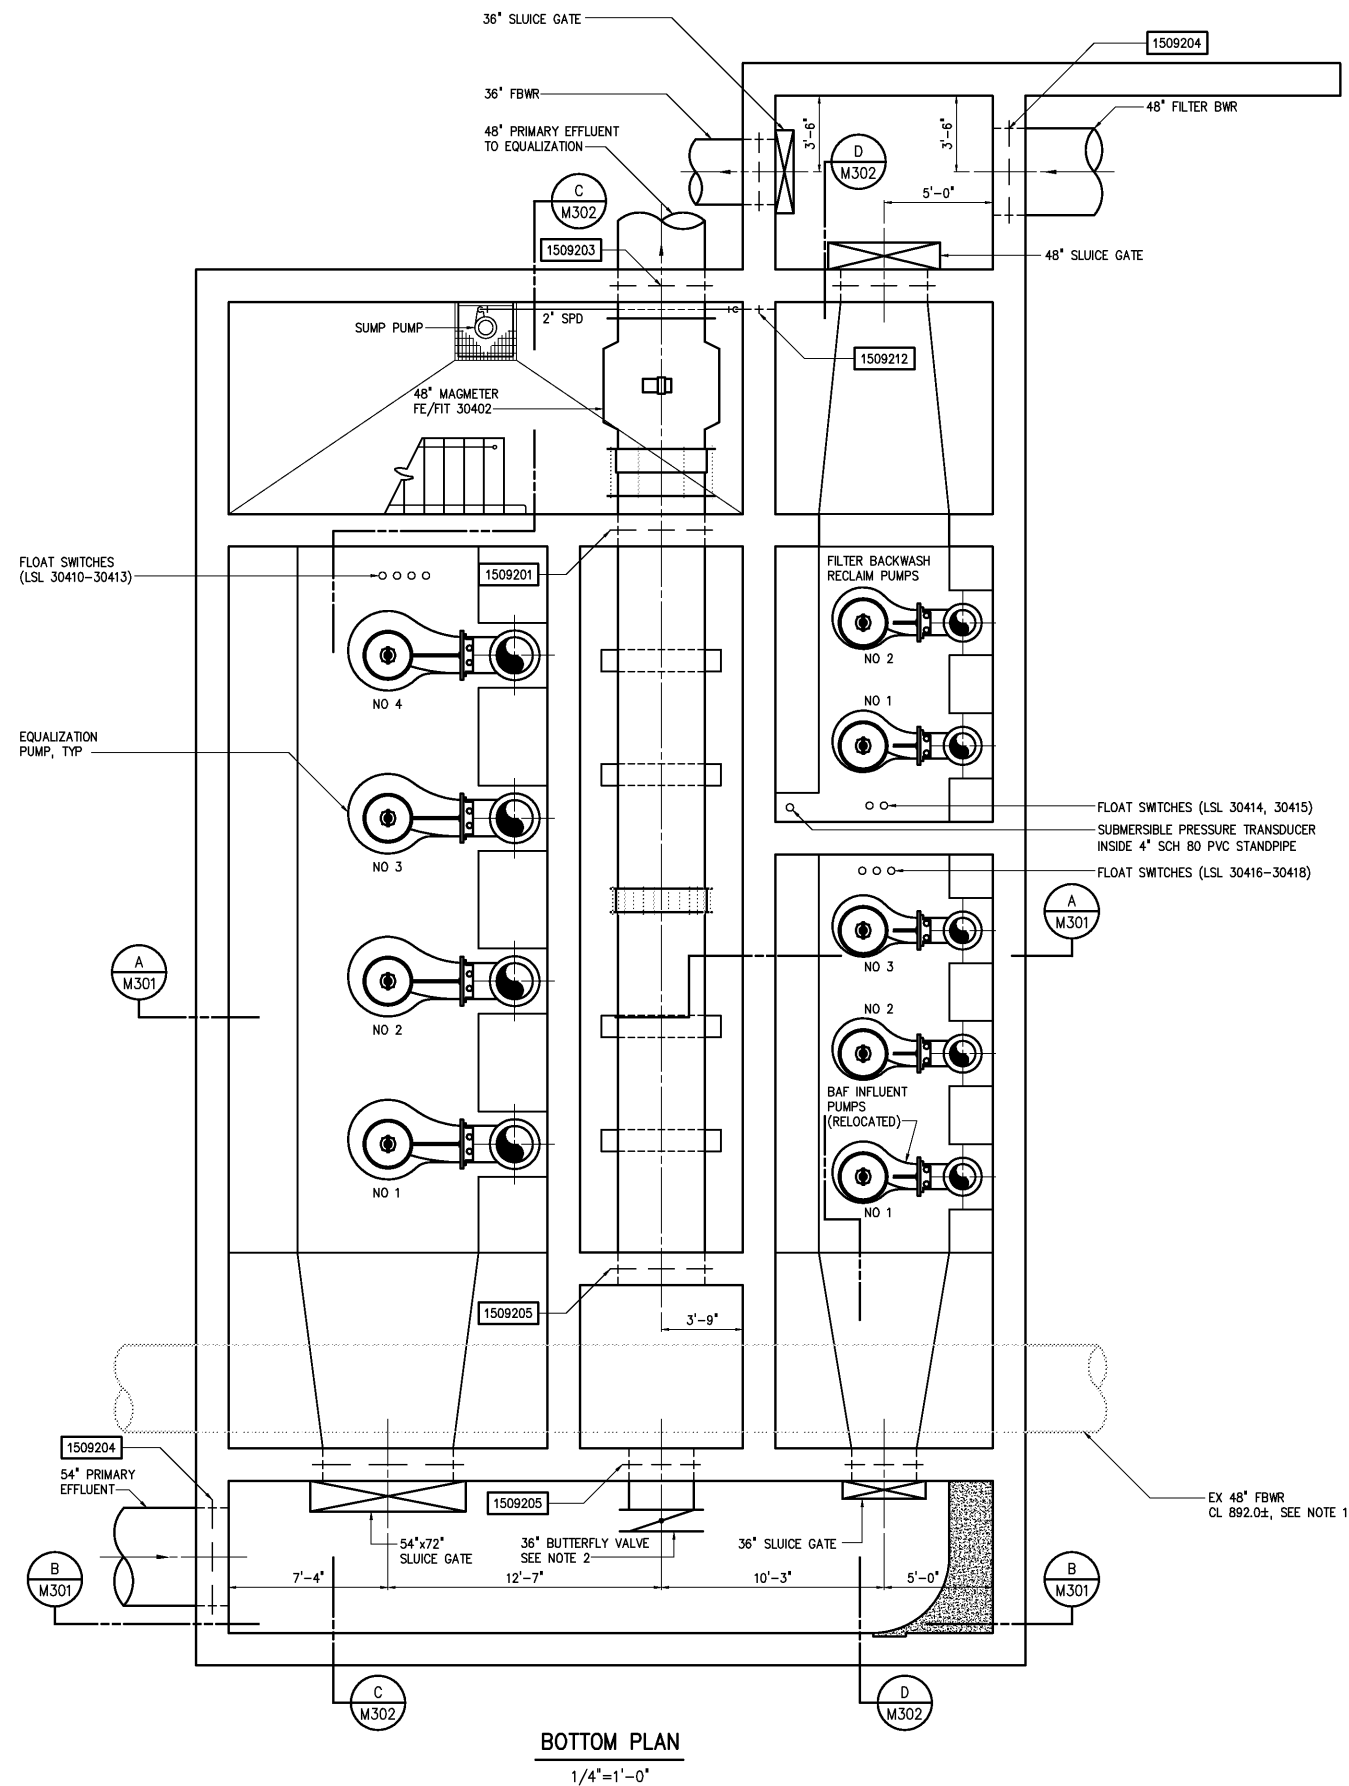 36" SLUICE GATE
1509204
36" FBWR
48" FILTER BWR
48" PRIMARY EFFLUENT
TO EQUALIZATION
3'-6"
3'-6"
D
M302
C
M302
5'-0"
1509203
48" SLUICE GATE
SUMP PUMP
2" SPD
1509212
48" MAGMETER
FE/FIT 30402
FLOAT SWITCHES
(LSL 30410-30413)
1509201
FILTER BACKWASH
RECLAIM PUMPS
NO 2
NO 4
NO 1
EQUALIZATION
PUMP, TYP
FLOAT SWITCHES (LSL 30414, 30415)
SUBMERSIBLE PRESSURE TRANSDUCER
INSIDE 4" SCH 80 PVC STANDPIPE
NO 3
FLOAT SWITCHES (LSL 30416-30418)
A
M301
A
M301
NO 3
NO 2
NO 2
BAF INFLUENT
PUMPS
(RELOCATED)
NO 1
NO 1
1509205
3'-9"
1509204
54" PRIMARY
EFFLUENT
1509205
EX 48" FBWR
CL 892.0±, SEE NOTE 1
54"x72"
SLUICE GATE
36" BUTTERFLY VALVE
SEE NOTE 2
36" SLUICE GATE
B
M301
7'-4"
12'-7"
10'-3"
5'-0"
B
M301
C
M302
D
M302
BOTTOM PLAN
1/4"=1'-0"